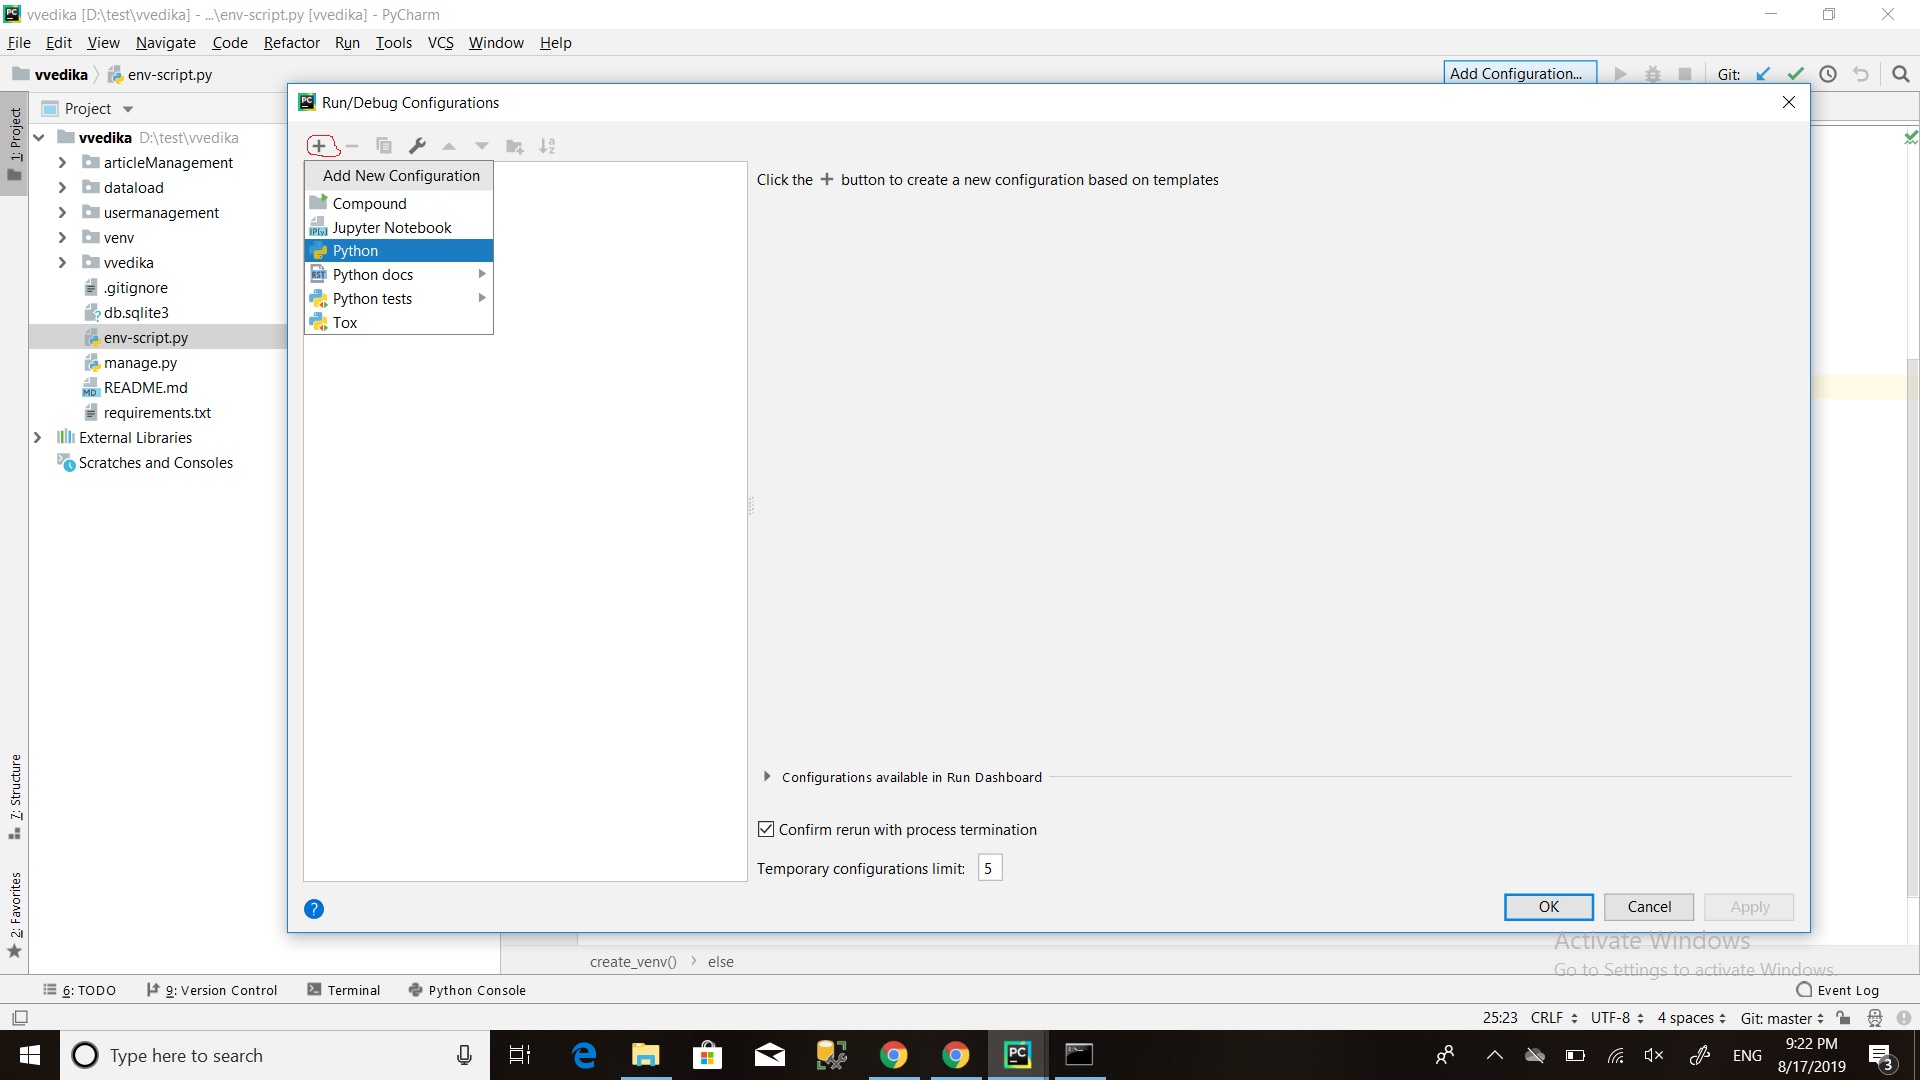 vvedika [D:\test\vvedika] - ...\env-script.py [vvedika] - PyCharm
File Edit View Navigate Code Refactor Run Tools VCS Window Help
vvedika env-script.py Add Configuration... Git:
Run/Debug Configurations
1: Project
Project
vvedika D:\test\vvedika
articleManagement
dataload
usermanagement
venv
vvedika
.gitignore
db.sqlite3
env-script.py
manage.py
README.md
requirements.txt
External Libraries
Scratches and Consoles
Add New Configuration
Compound
Jupyter Notebook
Python
Python docs
Python tests
Tox
Click the + button to create a new configuration based on templates
Configurations available in Run Dashboard
Confirm rerun with process termination
Temporary configurations limit: 5
? OK Cancel Apply
Activate Windows
Go to Settings to activate Windows.
7: Structure
2: Favorites
create_venv() else
6: TODO 9: Version Control Terminal Python Console Event Log
25:23 CRLF UTF-8 4 spaces Git: master
Type here to search
ENG
9:22 PM
8/17/2019
3